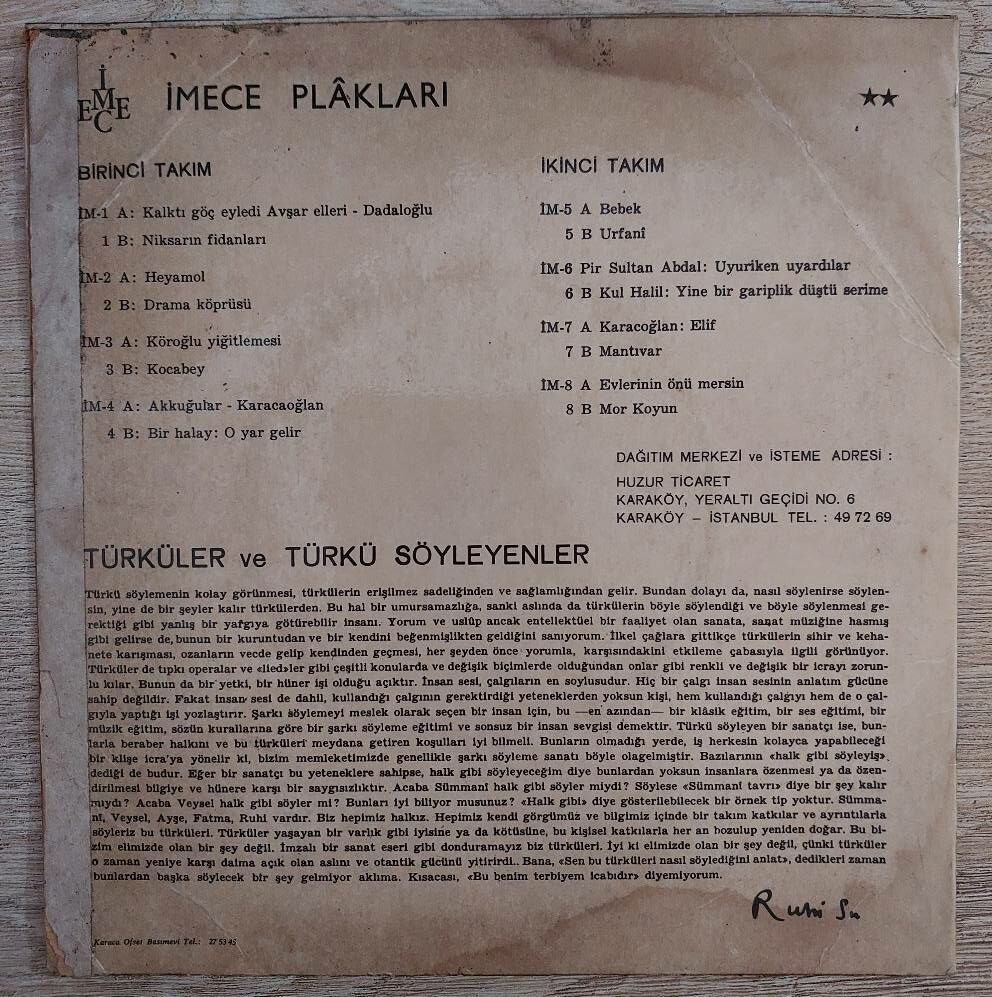 İMECE
İMECE PLÂKLARI
★★
BİRİNCİ TAKIM
İM-1 A: Kalktı göç eyledi Avşar elleri - Dadaloğlu
1 B: Niksarın fidanları
İM-2 A: Heyamol
2 B: Drama köprüsü
İM-3 A: Köroğlu yiğitlemesi
3 B: Kocabey
İM-4 A: Akkuğular - Karacaoğlan
4 B: Bir halay: O yar gelir
İKİNCİ TAKIM
İM-5 A Bebek
5 B Urfanî
İM-6 Pir Sultan Abdal: Uyuriken uyardılar
6 B Kul Halil: Yine bir gariplik düştü serime
İM-7 A Karacoğlan: Elif
7 B Mantıvar
İM-8 A Evlerinin önü mersin
8 B Mor Koyun
DAĞITIM MERKEZİ ve İSTEME ADRESİ :
HUZUR TİCARET
KARAKÖY, YERALTI GEÇİDİ NO. 6
KARAKÖY – İSTANBUL TEL. : 49 72 69
TÜRKÜLER ve TÜRKÜ SÖYLEYENLER
Türkü söylemenin kolay görünmesi, türkülerin erişilmez sadeliğinden ve sağlamlığından gelir. Bundan dolayı da, nasıl söylenirse söylen-
sin, yine de bir şeyler kalır türkülerden. Bu hal bir umursamazlığa, sanki aslında da türkülerin böyle söylendiği ve böyle söylenmesi ge-
rektiği gibi yanlış bir yargıya götürebilir insanı. Yorum ve uslûp ancak entellektüel bir faaliyet olan sanata, sanat müziğine hasmış
gibi gelirse de, bunun bir kuruntudan ve bir kendini beğenmişlikten geldiğini sanıyorum. İlkel çağlara gittikçe türkülerin sihir ve keha-
nete karışması, ozanların vecde gelip kendinden geçmesi, her şeyden önce yorumla, karşısındakini etkileme çabasıyla ilgili görünüyor.
Türküler de tıpkı operalar ve «lied»ler gibi çeşitli konularda ve değişik biçimlerde olduğundan onlar gibi renkli ve değişik bir icrayı zorun-
lu kılar. Bunun da bir yetki, bir hüner işi olduğu açıktır. İnsan sesi, çalgıların en soylusudur. Hiç bir çalgı insan sesinin anlatım gücüne
sahip değildir. Fakat insan sesi de dahil, kullandığı çalgının gerektirdiği yeteneklerden yoksun kişi, hem kullandığı çalgıyı hem de o çal-
gıyla yaptığı işi yozlaştırır. Şarkı söylemeyi meslek olarak seçen bir insan için, bu —en azından— bir klâsik eğitim, bir ses eğitimi, bir
müzik eğitim, sözün kurallarına göre bir şarkı söyleme eğitimi ve sonsuz bir insan sevgisi demektir. Türkü söyleyen bir sanatçı ise, bun-
larla beraber halkını ve bu türküleri meydana getiren koşulları iyi bilmeli. Bunların olmadığı yerde, iş herkesin kolayca yapabileceği
bir klişe icra'ya yönelir ki, bizim memleketimizde genellikle şarkı söyleme sanatı böyle olagelmiştir. Bazılarının «halk gibi söyleyiş»
dediği de budur. Eğer bir sanatçı bu yeteneklere sahipse, halk gibi söyleyeceğim diye bunlardan yoksun insanlara özenmesi ya da özen-
dirilmesi bilgiye ve hünere karşı bir saygısızlıktır. Acaba Sümmanî halk gibi söyler miydi? Söylese «Sümmanî tavrı» diye bir şey kalır
mıydı? Acaba Veysel halk gibi söyler mi? Bunları iyi biliyor musunuz? «Halk gibi» diye gösterilebilecek bir örnek tip yoktur. Sümma-
nî, Veysel, Ayşe, Fatma, Ruhi vardır. Biz hepimiz halkız. Hepimiz kendi görgümüz ve bilgimiz içinde bir takım katkılar ve ayrıntılarla
söyleriz bu türküleri. Türküler yaşayan bir varlık gibi iyisine ya da kötüsüne, bu kişisel katkılarla her an bozulup yeniden doğar. Bu bi-
zim elimizde olan bir şey değil. İmzalı bir sanat eseri gibi donduramayız biz türküleri. İyi ki elimizde olan bir şey değil, çünki türküler
o zaman yeniye karşı daima açık olan aslını ve otantik gücünü yitirirdi.. Bana, «Sen bu türküleri nasıl söylediğini anlat», dedikleri zaman
bunlardan başka söylecek bir şey gelmiyor aklıma. Kısacası, «Bu benim terbiyem icabıdır» diyemiyorum.
Ruhi Su
Karaca Ofset Basımevi Tel.: 27 53 45